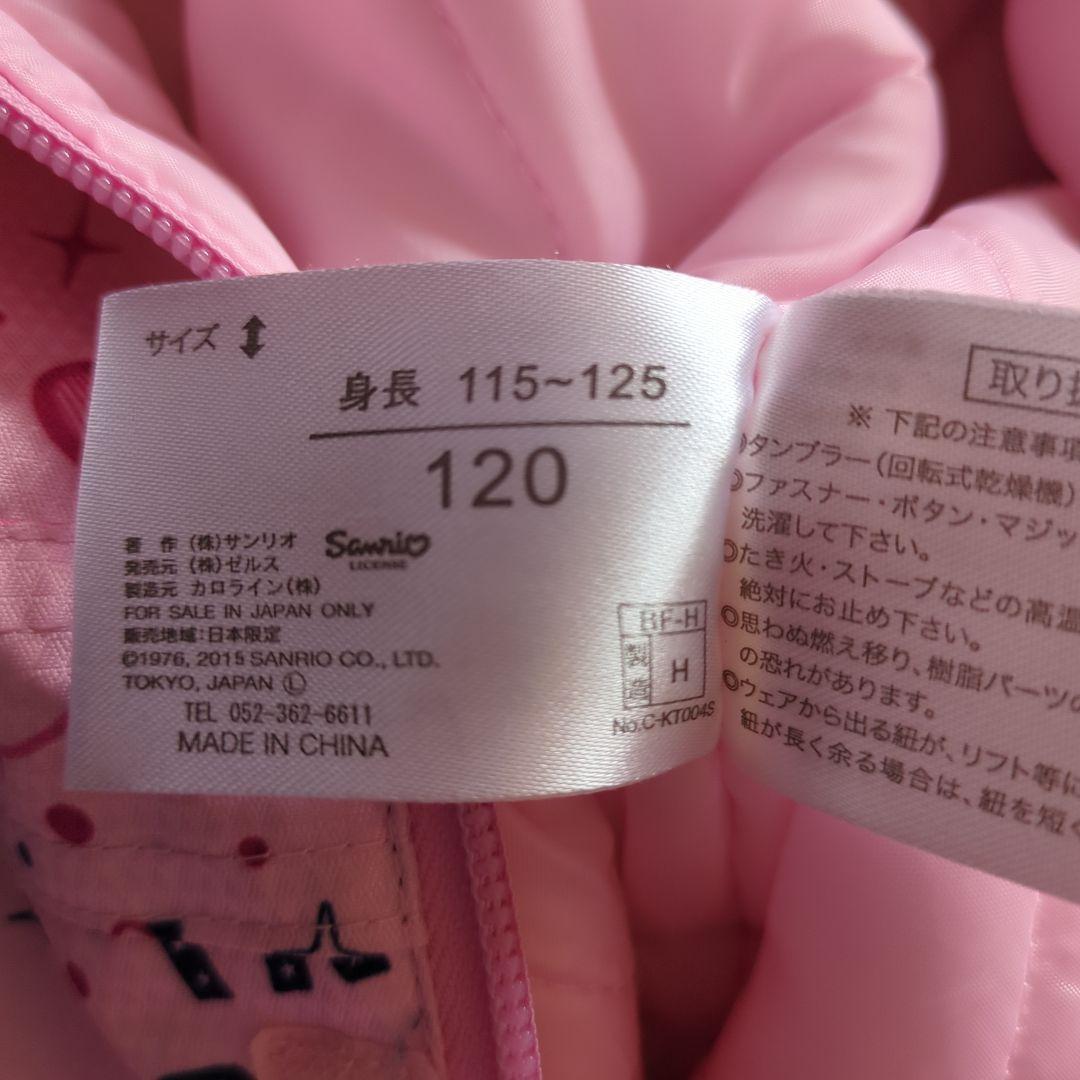 サイズ
身長 115~125
120
著 作 (株)サンリオ
Sanrio
LICENSE
発売元 (株)ゼルス
製造元 カロライン(株)
FOR SALE IN JAPAN ONLY
販売地域:日本限定
©1976, 2015 SANRIO CO., LTD.
TOKYO, JAPAN Ⓛ
TEL 052-362-6611
MADE IN CHINA
BF-H
製造 H
No.C-KT004S
取り扱
※ 下記の注意事項
◎タンブラー(回転式乾燥機)
◎ファスナー・ボタン・マジッ
洗濯して下さい。
◎たき火・ストーブなどの高温
絶対にお止め下さい。
◎思わぬ燃え移り、樹脂パーツの
の恐れがあります。
◎ウェアから出る紐が、リフト等に
紐が長く余る場合は、紐を短く